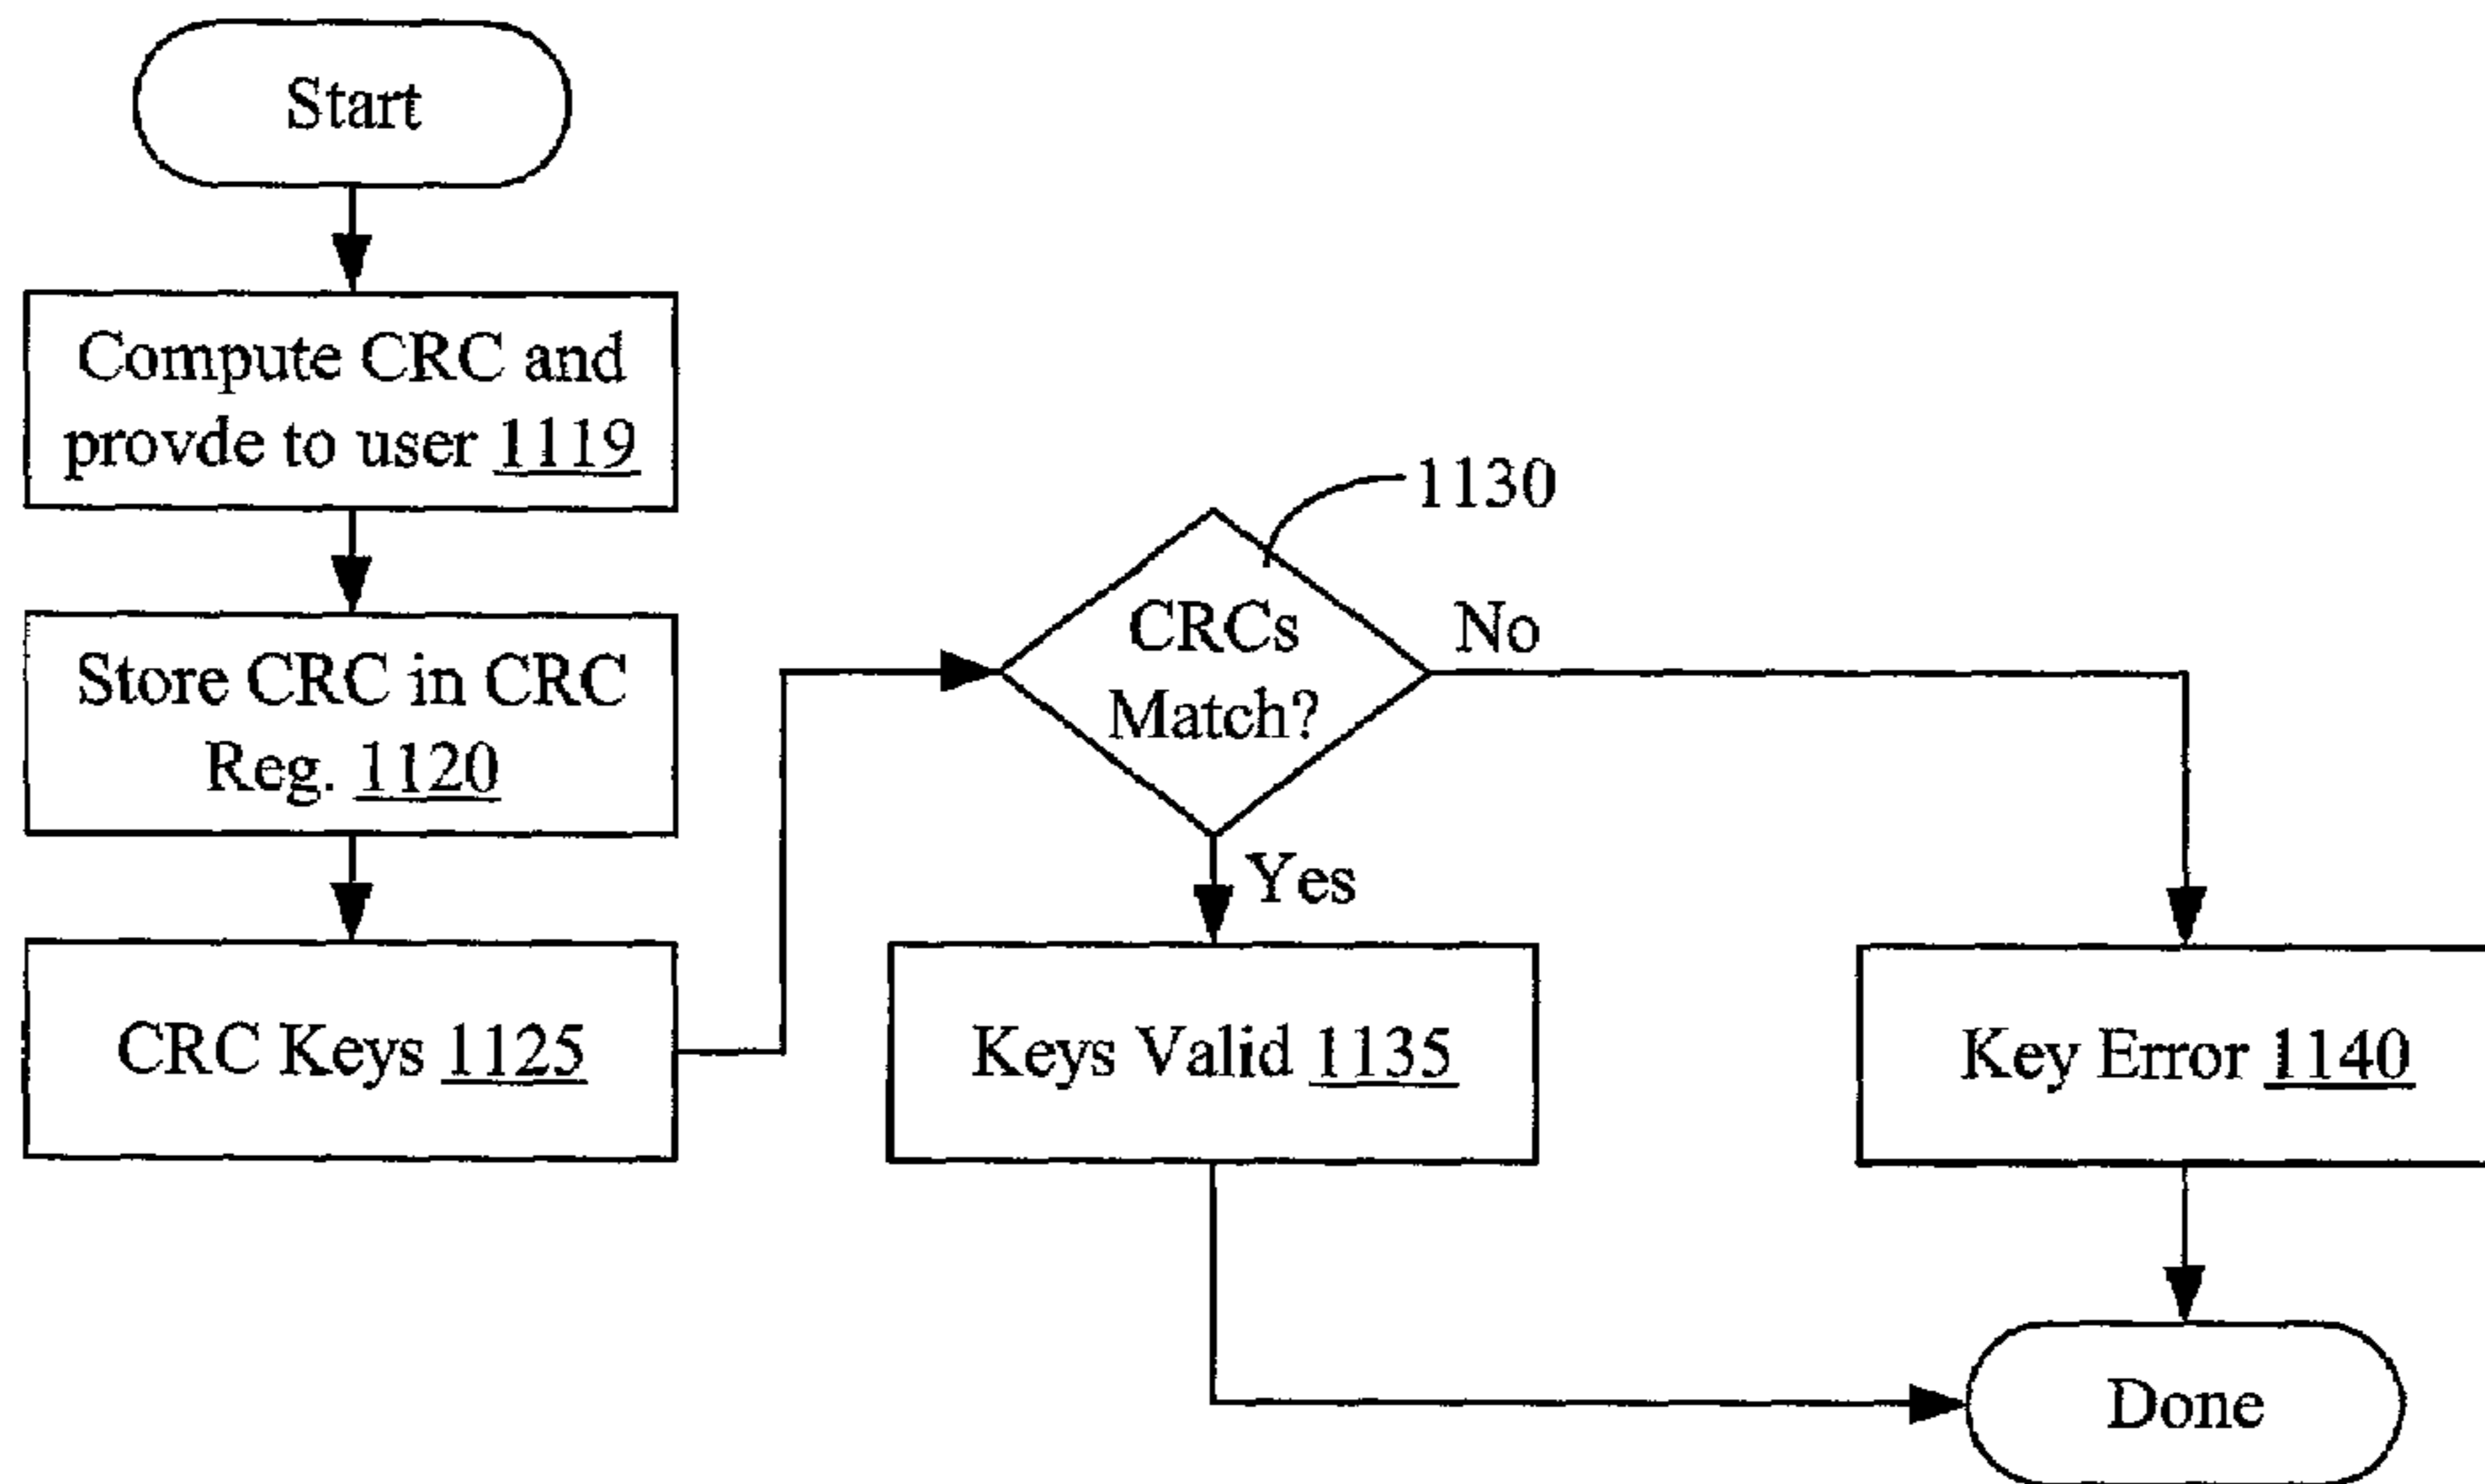 Start
Compute CRC and
provde to user 1119
Store CRC in CRC
Reg. 1120
CRC Keys 1125
1130
CRCs
Match?
No
Yes
Keys Valid 1135
Key Error 1140
Done